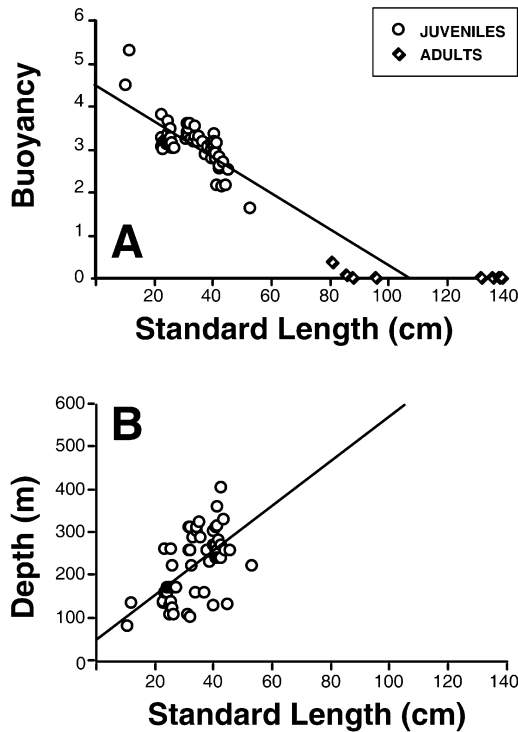 6
5
4
3
2
1
0
Buoyancy
JUVENILES
ADULTS
A
20 40 60 80 100 120 140
Standard Length (cm)
600
500
400
300
200
100
0
Depth (m)
B
20 40 60 80 100 120 140
Standard Length (cm)